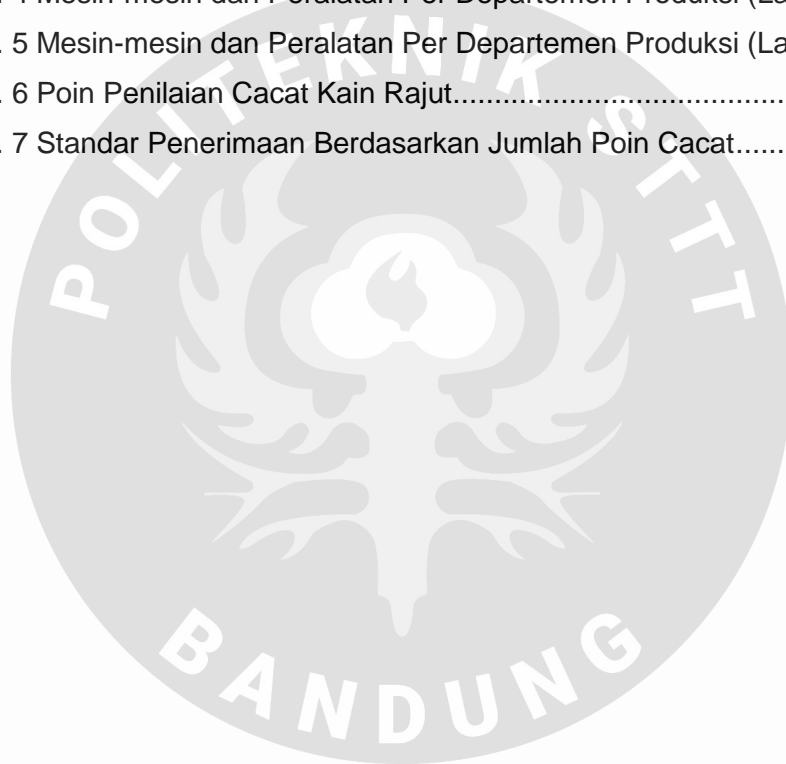 . 5 Mesin-mesin dan Peralatan Per Departemen Produksi (La
. 6 Poin Penilaian Cacat Kain Rajut.......................................
. 7 Standar Penerimaan Berdasarkan Jumlah Poin Cacat......
POLITEKNIK STTT
BANDUNG